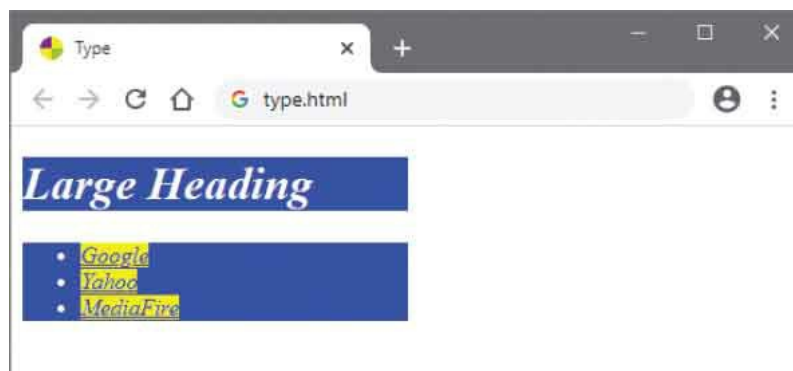 Type
type.html
Large Heading
Google
Yahoo
MediaFire